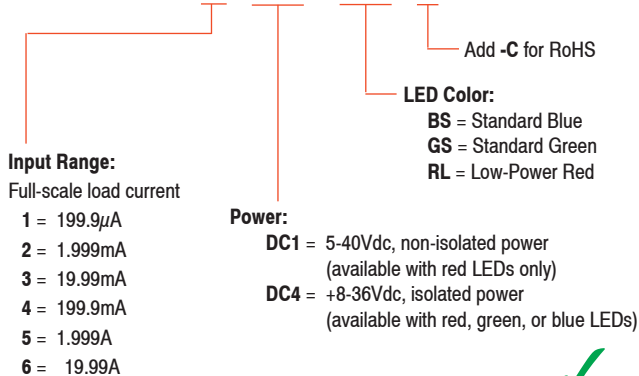 Add -C for RoHS
LED Color:
BS = Standard Blue
GS = Standard Green
RL = Low-Power Red
Input Range:
Full-scale load current
1 = 199.9µA
2 = 1.999mA
3 = 19.99mA
4 = 199.9mA
5 = 1.999A
6 = 19.99A
Power:
DC1 = 5-40Vdc, non-isolated power
(available with red LEDs only)
DC4 = +8-36Vdc, isolated power
(available with red, green, or blue LEDs)